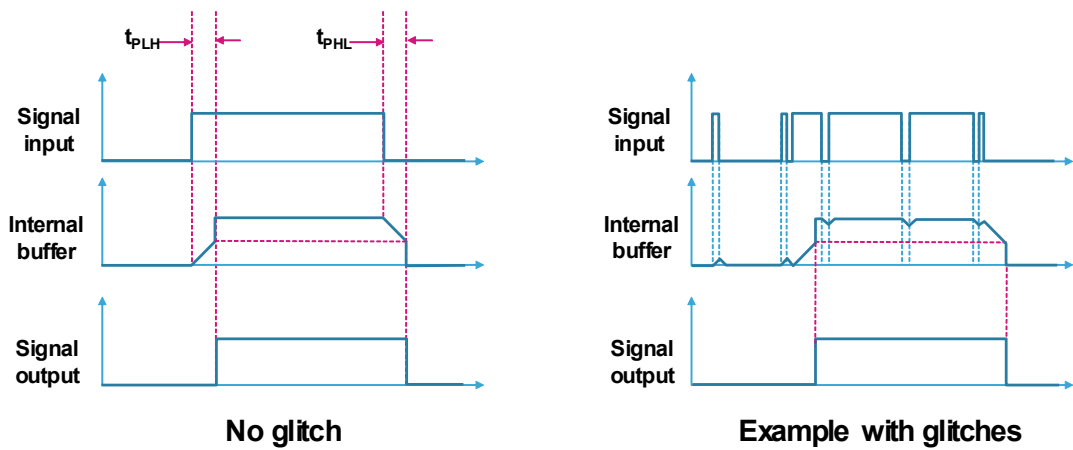 tPLH
tPHL
Signal
input
Internal
buffer
Signal
output
No glitch
Signal
input
Internal
buffer
Signal
output
Example with glitches